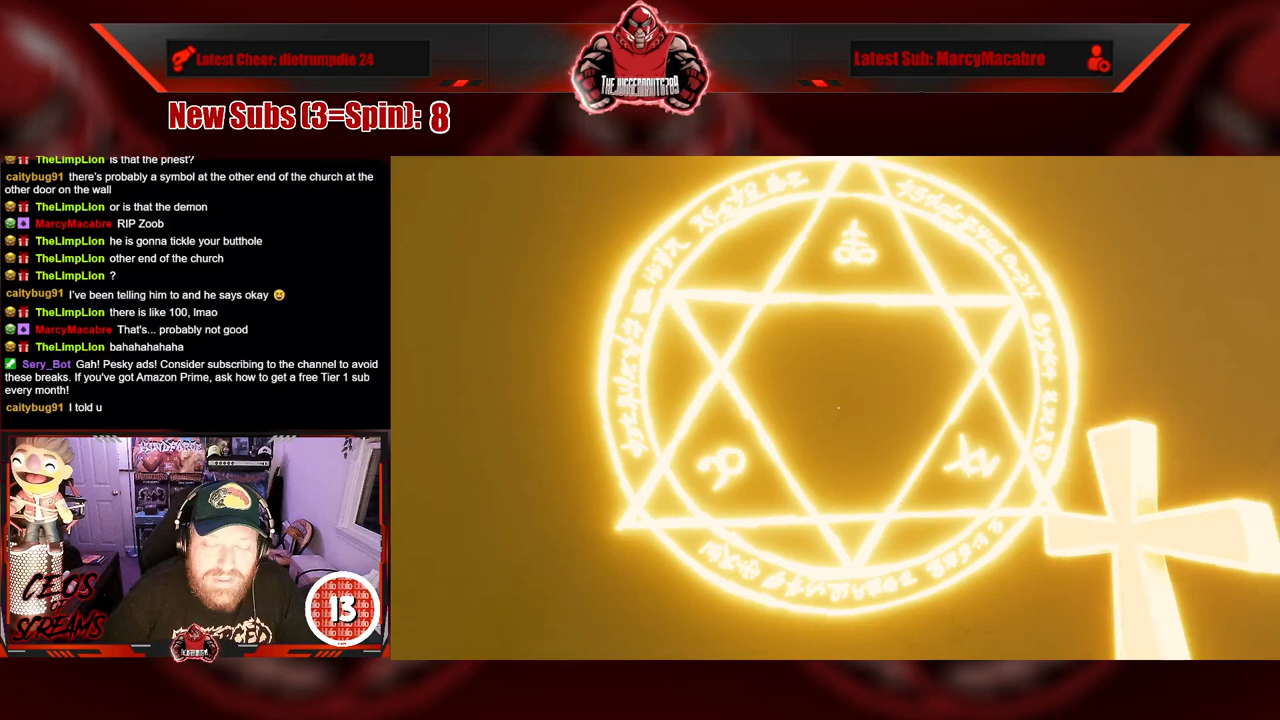 Latest Cheer: dietrumpdie 24
THEJUGGERNAUT6789
Latest Sub: MarcyMacabre
New Subs (3=Spin): 8
TheLimpLion is that the priest?
caitybug91 there's probably a symbol at the other end of the church at the
other door on the wall
TheLimpLion or is that the demon
MarcyMacabre RIP Zoob
TheLimpLion he is gonna tickle your butthole
TheLimpLion other end of the church
TheLimpLion ?
caitybug91 I've been telling him to and he says okay 😆
TheLimpLion there is like 100, lmao
MarcyMacabre That's... probably not good
TheLimpLion bahahahahaha
Sery_Bot Gah! Pesky ads! Consider subscribing to the channel to avoid
these breaks. If you've got Amazon Prime, ask how to get a free Tier 1 sub
every month!
caitybug91 I told u
CEO'S
OF
SCREAMS
13